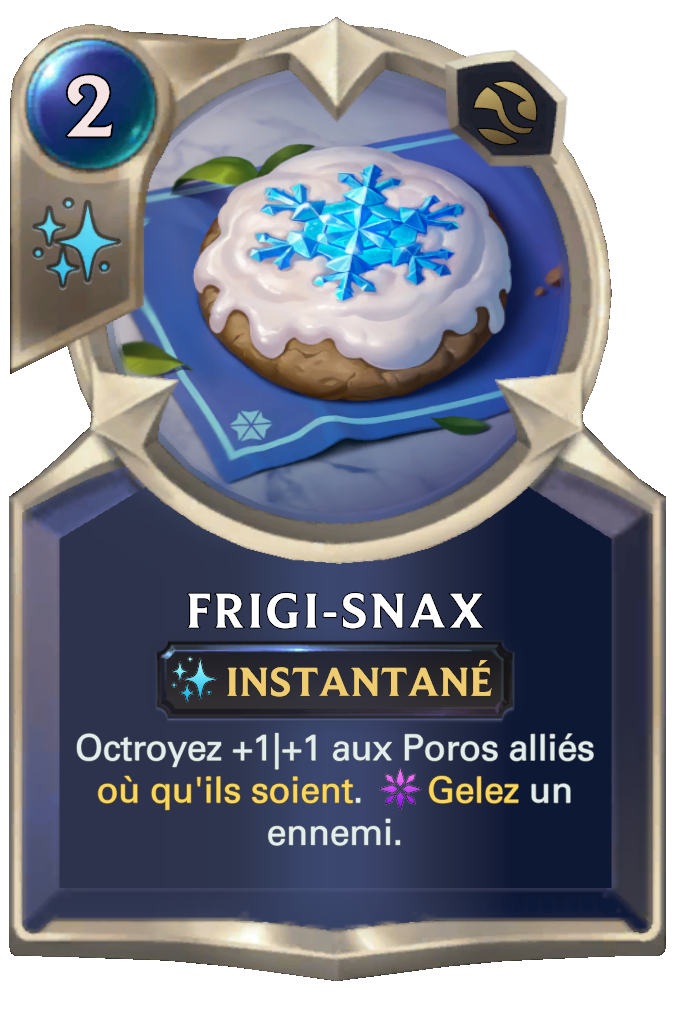 2
FRIGI-SNAX
INSTANTANÉ
Octroyez +1|+1 aux Poros alliés
où qu'ils soient. Gelez un
ennemi.